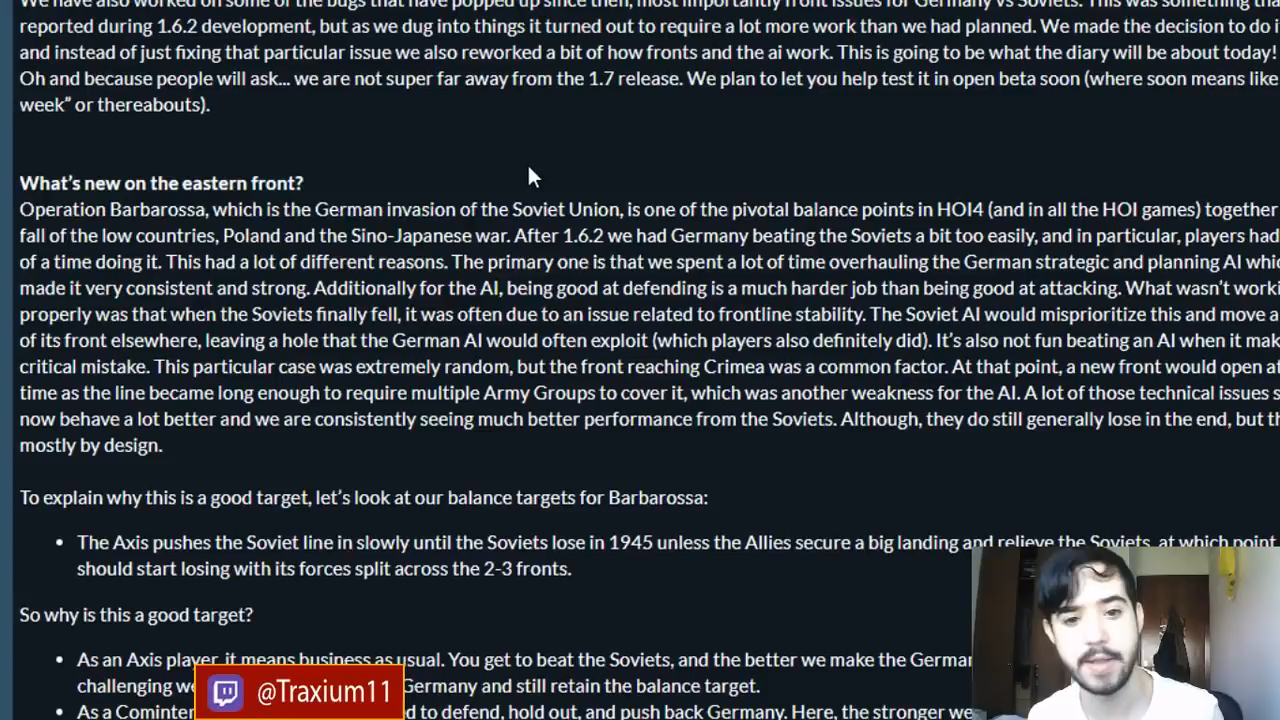 We have also worked on some of the bugs that have popped up since then, most importantly front issues for Germany vs Soviets. This was something
reported during 1.6.2 development, but as we dug into things it turned out to require a lot more work than we had planned. We made the decision to
and instead of just fixing that particular issue we also reworked a bit of how fronts and the ai work. This is going to be what the diary will be about today!
Oh and because people will ask... we are not super far away from the 1.7 release. We plan to let you help test it in open beta soon (where soon means like
week” or thereabouts).
What’s new on the eastern front?
Operation Barbarossa, which is the German invasion of the Soviet Union, is one of the pivotal balance points in HOI4 (and in all the HOI games) together
fall of the low countries, Poland and the Sino-Japanese war. After 1.6.2 we had Germany beating the Soviets a bit too easily, and in particular, players had
of a time doing it. This had a lot of different reasons. The primary one is that we spent a lot of time overhauling the German strategic and planning AI
made it very consistent and strong. Additionally for the AI, being good at defending is a much harder job than being good at attacking. What wasn’t
properly was that when the Soviets finally fell, it was often due to an issue related to frontline stability. The Soviet AI would misprioritize this and move
of its front elsewhere, leaving a hole that the German AI would often exploit (which players also definitely did). It’s also not fun beating an AI when it
critical mistake. This particular case was extremely random, but the front reaching Crimea was a common factor. At that point, a new front would open
time as the line became long enough to require multiple Army Groups to cover it, which was another weakness for the AI. A lot of those technical issues
now behave a lot better and we are consistently seeing much better performance from the Soviets. Although, they do still generally lose in the end, but
mostly by design.
To explain why this is a good target, let’s look at our balance targets for Barbarossa:
• The Axis pushes the Soviet line in slowly until the Soviets lose in 1945 unless the Allies secure a big landing and relieve the Soviets, at which point
should start losing with its forces split across the 2-3 fronts.
So why is this a good target?
• As an Axis player, it means business as usual. You get to beat the Soviets, and the better we make the
challenging Germany and still retain the balance target.
• As a to defend, hold out, and push back Germany. Here, the stronger we
@Traxium11